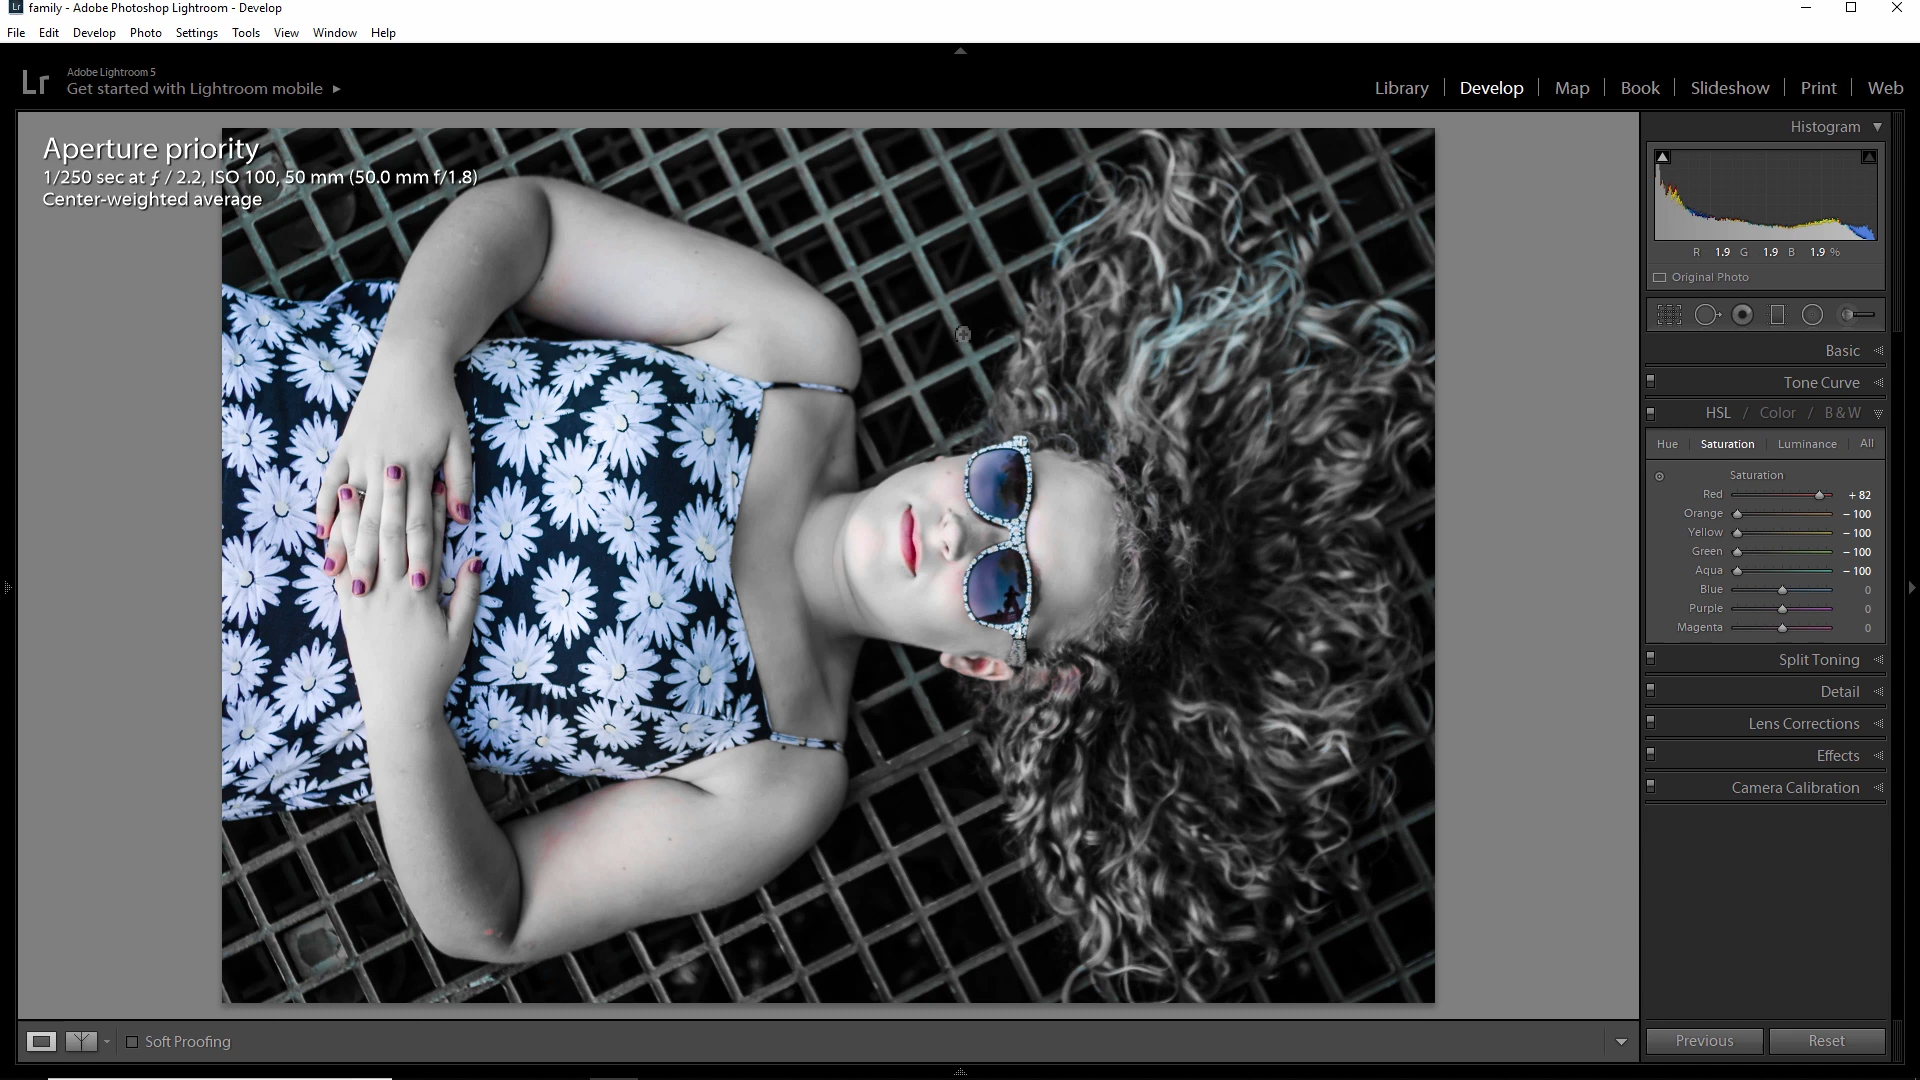 family - Adobe Photoshop Lightroom - Develop
File Edit Develop Photo Settings Tools View Window Help
Lr
Adobe Lightroom 5
Get started with Lightroom mobile
Library Develop Map Book Slideshow Print Web
Aperture priority
1/250 sec at ƒ / 2.2, ISO 100, 50 mm (50.0 mm f/1.8)
Center-weighted average
Histogram
R 1.9 G 1.9 B 1.9 %
Original Photo
Basic
Tone Curve
HSL / Color / B & W
Hue Saturation Luminance All
Saturation
Red + 82
Orange – 100
Yellow – 100
Green – 100
Aqua – 100
Blue 0
Purple 0
Magenta 0
Split Toning
Detail
Lens Corrections
Effects
Camera Calibration
Soft Proofing
Previous Reset